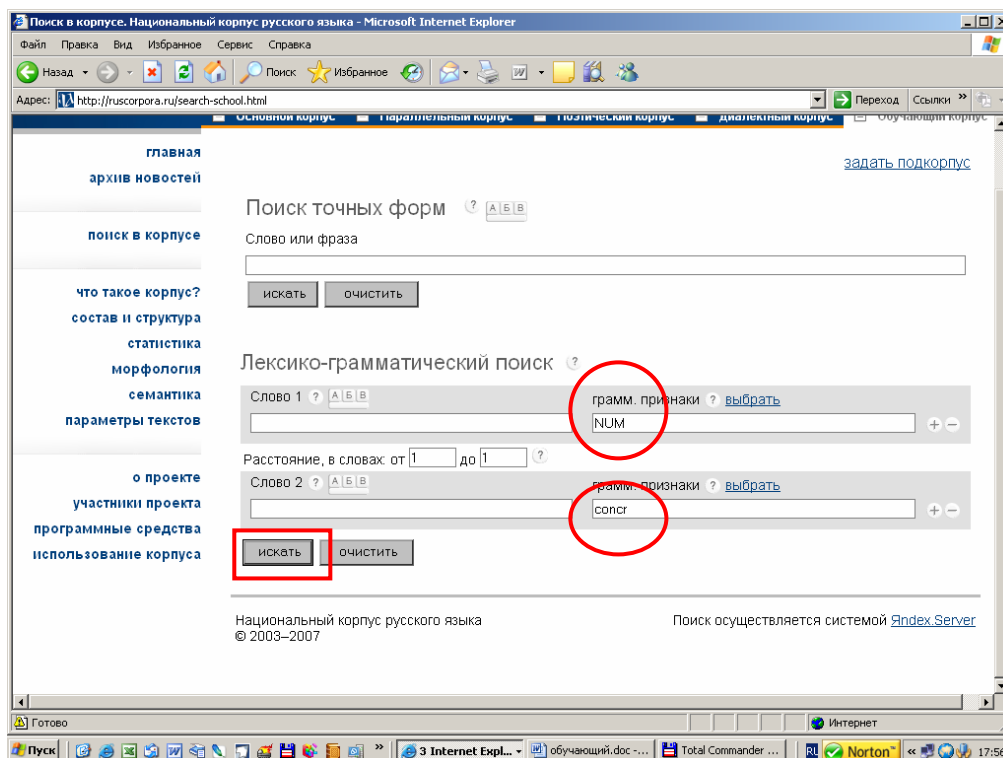 Поиск в корпусе. Национальный корпус русского языка - Microsoft Internet Explorer
Файл Правка Вид Избранное Сервис Справка
Назад Поиск Избранное
Адрес: http://ruscorpora.ru/search-school.html Переход Ссылки »
Основной корпус Параллельный корпус Поэтический корпус диалектный корпус Обучающий корпус
главная
задать подкорпус
архив новостей
Поиск точных форм ? А Б В
поиск в корпусе
Слово или фраза
искать очистить
что такое корпус?
состав и структура
статистика
морфология
семантика
параметры текстов
Лексико-грамматический поиск ?
Слово 1 ? А Б В грамм. признаки ? выбрать
NUM + −
Расстояние, в словах: от 1 до 1 ?
Слово 2 ? А Б В грамм. признаки ? выбрать
concr + −
искать очистить
о проекте
участники проекта
программные средства
использование корпуса
Национальный корпус русского языка
© 2003–2007
Поиск осуществляется системой Яndex.Server
Готово Интернет
Пуск » 3 Internet Expl... обучающий.doc -... Total Commander ... RU Norton™ « 17:56